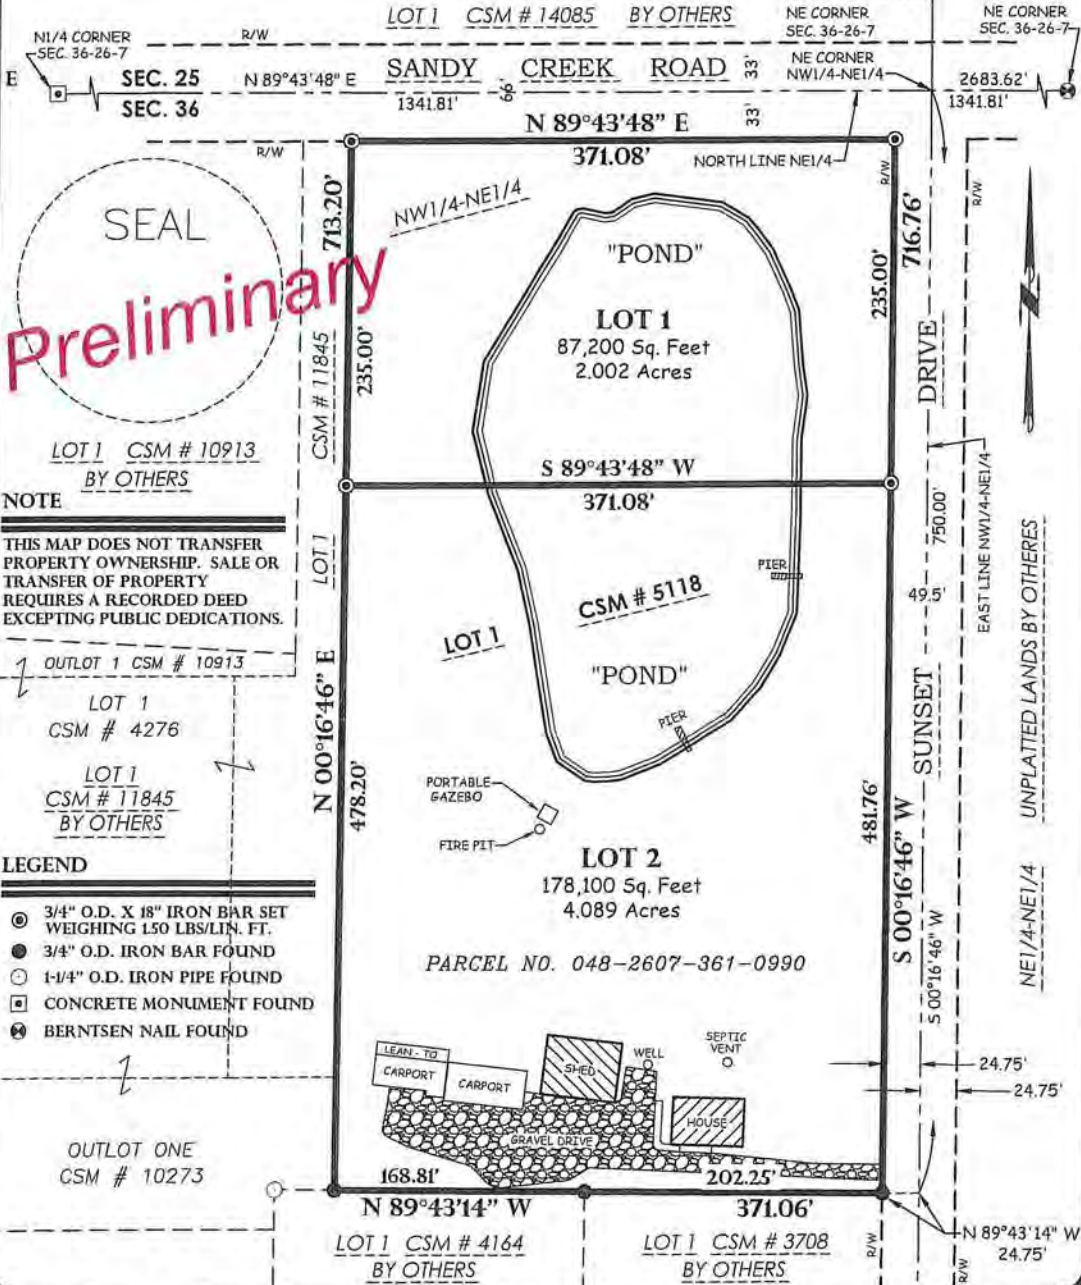 LOT 1 CSM # 14085 BY OTHERS
NE CORNER
SEC. 36-26-7
NE CORNER
SEC. 36-26-7
N1/4 CORNER
SEC. 36-26-7
R/W
NE CORNER
NW1/4-NE1/4
E
SEC. 25
SEC. 36
N 89°43'48" E
SANDY CREEK ROAD
1341.81'
66'
33'
33'
2683.62'
1341.81'
N 89°43'48" E
371.08'
NORTH LINE NE1/4
R/W
R/W
R/W
SEAL
Preliminary
713.20'
235.00'
NW1/4-NE1/4
"POND"
LOT 1
87,200 Sq. Feet
2.002 Acres
716.76'
235.00'
DRIVE
CSM # 11845
LOT 1
LOT 1 CSM # 10913
BY OTHERS
S 89°43'48" W
371.08'
NOTE
THIS MAP DOES NOT TRANSFER
PROPERTY OWNERSHIP. SALE OR
TRANSFER OF PROPERTY
REQUIRES A RECORDED DEED
EXCEPTING PUBLIC DEDICATIONS.
750.00'
EAST LINE NW1/4-NE1/4
PIER
CSM # 5118
LOT 1
49.5'
UNPLATTED LANDS BY OTHERES
OUTLOT 1 CSM # 10913
LOT 1
CSM # 4276
LOT 1
CSM # 11845
BY OTHERS
N 00°16'46" E
478.20'
"POND"
PIER
SUNSET
PORTABLE
GAZEBO
FIRE PIT
481.76'
S 00°16'46" W
LOT 2
178,100 Sq. Feet
4.089 Acres
NE1/4-NE1/4
LEGEND
3/4" O.D. X 18" IRON BAR SET
WEIGHING 1.50 LBS/LIN. FT.
3/4" O.D. IRON BAR FOUND
1-1/4" O.D. IRON PIPE FOUND
CONCRETE MONUMENT FOUND
BERNTSEN NAIL FOUND
PARCEL NO. 048-2607-361-0990
S 00°16'46" W
LEAN-TO
CARPORT
CARPORT
SHED
WELL
SEPTIC
VENT
HOUSE
GRAVEL DRIVE
24.75'
24.75'
OUTLOT ONE
CSM # 10273
168.81'
202.25'
N 89°43'14" W
371.06'
LOT 1 CSM # 4164
BY OTHERS
LOT 1 CSM # 3708
BY OTHERS
R/W
R/W
N 89°43'14" W
24.75'